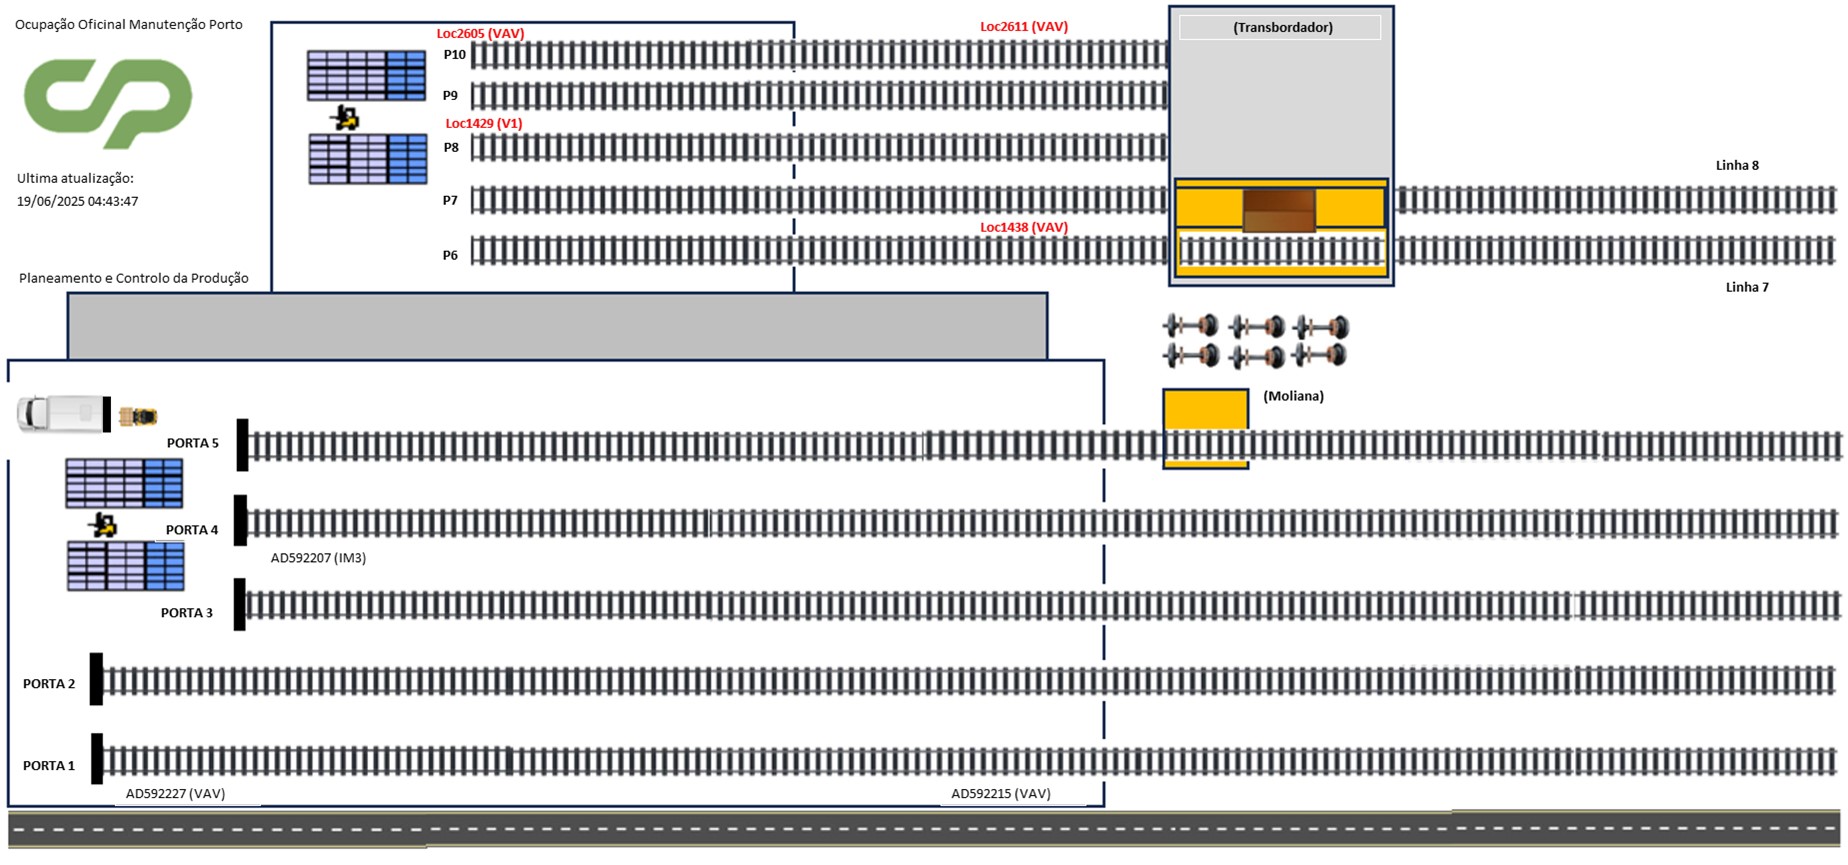 Ocupação Oficinal Manutenção Porto
cp
Ultima atualização:
19/06/2025 04:43:47
Planeamento e Controlo da Produção
Loc2605 (VAV)
Loc2611 (VAV)
P10
P9
Loc1429 (V1)
P8
P7
Loc1438 (VAV)
P6
(Transbordador)
Linha 8
Linha 7
(Moliana)
PORTA 5
PORTA 4
AD592207 (IM3)
PORTA 3
PORTA 2
PORTA 1
AD592227 (VAV)
AD592215 (VAV)